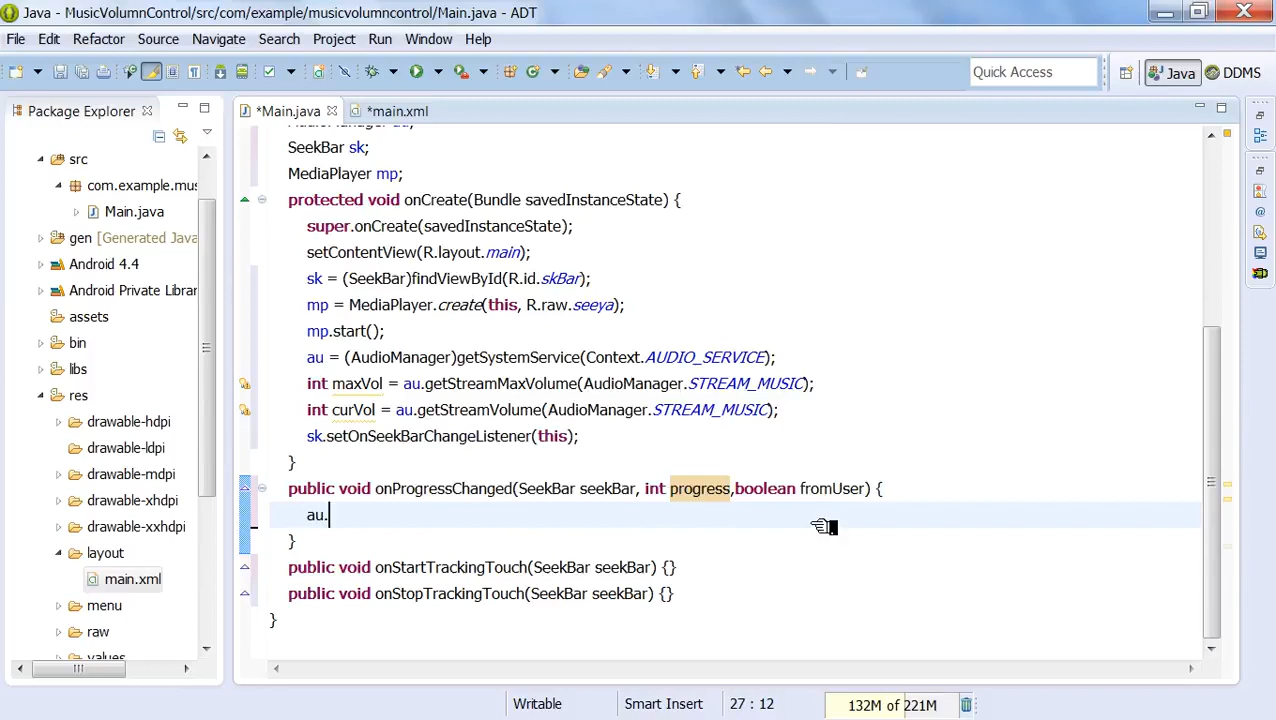 Java - MusicVolumnControl/src/com/example/musicvolumncontrol/Main.java - ADT
File Edit Refactor Source Navigate Search Project Run Window Help
Quick Access
Java
DDMS
Package Explorer
*Main.java
*main.xml
src
com.example.mus
Main.java
gen [Generated Java
Android 4.4
Android Private Librar
assets
bin
libs
res
drawable-hdpi
drawable-ldpi
drawable-mdpi
drawable-xhdpi
drawable-xxhdpi
layout
main.xml
menu
raw
values
AudioManager au;
SeekBar sk;
MediaPlayer mp;
protected void onCreate(Bundle savedInstanceState) {
super.onCreate(savedInstanceState);
setContentView(R.layout.main);
sk = (SeekBar)findViewById(R.id.skBar);
mp = MediaPlayer.create(this, R.raw.seeya);
mp.start();
au = (AudioManager)getSystemService(Context.AUDIO_SERVICE);
int maxVol = au.getStreamMaxVolume(AudioManager.STREAM_MUSIC);
int curVol = au.getStreamVolume(AudioManager.STREAM_MUSIC);
sk.setOnSeekBarChangeListener(this);
}
public void onProgressChanged(SeekBar seekBar, int progress,boolean fromUser) {
au.
}
public void onStartTrackingTouch(SeekBar seekBar) {}
public void onStopTrackingTouch(SeekBar seekBar) {}
}
Writable
Smart Insert
27 : 12
132M of 221M